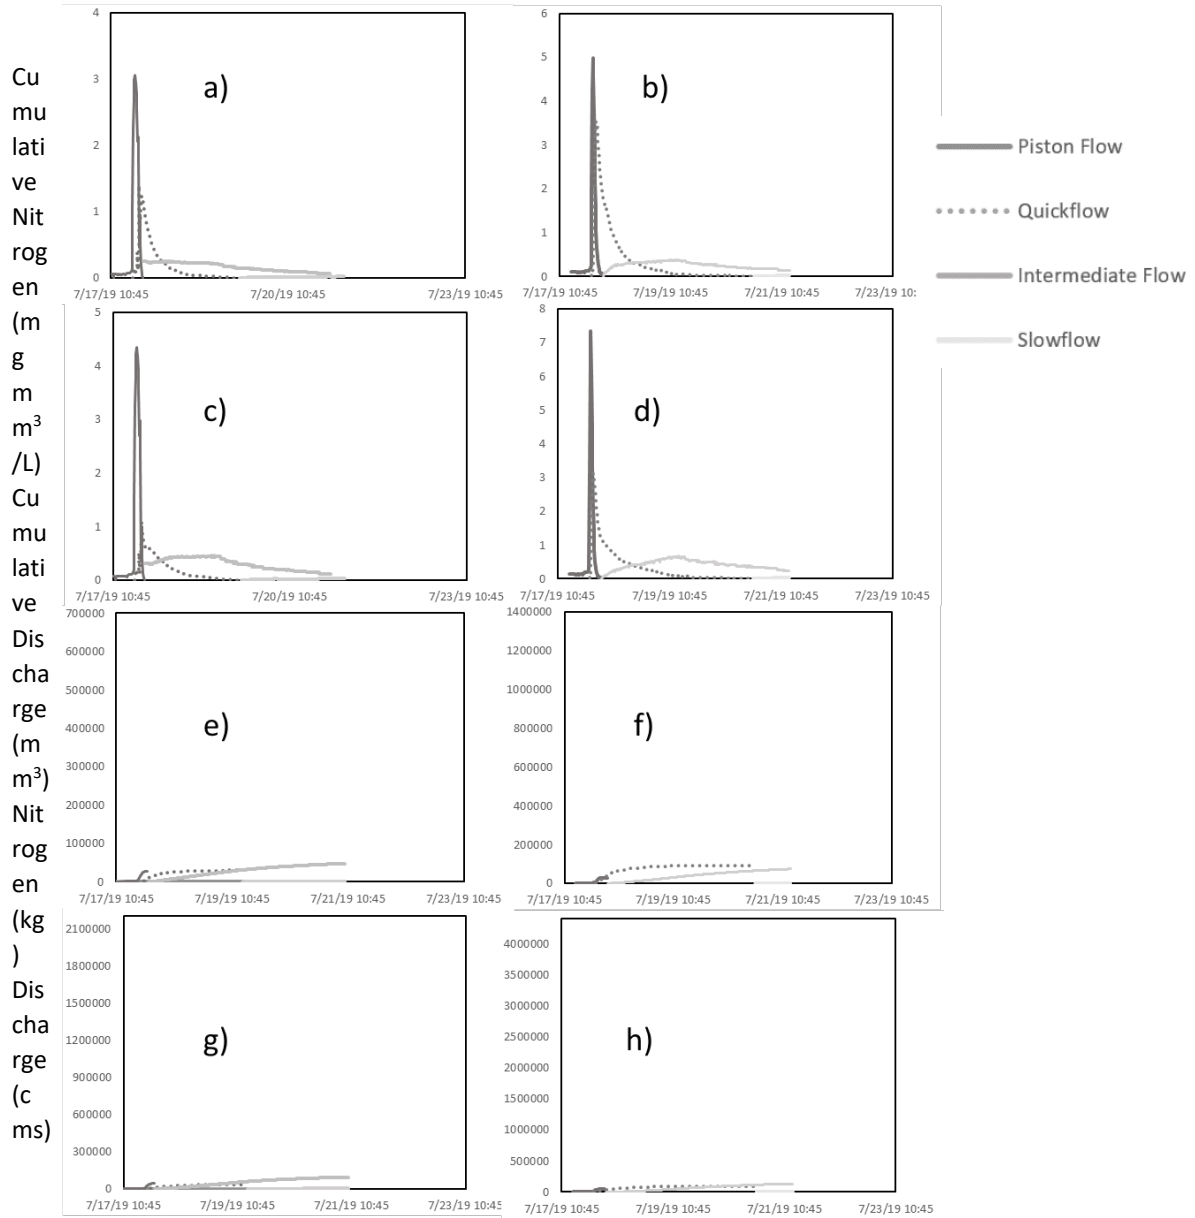 Cu
mu
lati
ve
Nit
rog
en
(m
g
m
m³
/L)
Cu
mu
lati
ve
Dis
cha
rge
(m
m³)
Nit
rog
en
(kg
)
Dis
cha
rge
(c
ms)
4
3
2
1
0
a)
7/17/19 10:45 7/20/19 10:45 7/23/19 10:45
6
5
4
3
2
1
0
b)
7/17/19 10:45 7/19/19 10:45 7/21/19 10:45 7/23/19 10:
Piston Flow
Quickflow
Intermediate Flow
Slowflow
5
4
3
2
1
0
c)
7/17/19 10:45 7/20/19 10:45 7/23/19 10:45
8
7
6
5
4
3
2
1
0
d)
7/17/19 10:45 7/19/19 10:45 7/21/19 10:45 7/23/19 10:45
700000
600000
500000
400000
300000
200000
100000
0
e)
7/17/19 10:45 7/19/19 10:45 7/21/19 10:45 7/23/19 10:45
1400000
1200000
1000000
800000
600000
400000
200000
0
f)
7/17/19 10:45 7/19/19 10:45 7/21/19 10:45 7/23/19 10:45
2100000
1800000
1500000
1200000
900000
600000
300000
0
g)
7/17/19 10:45 7/19/19 10:45 7/21/19 10:45 7/23/19 10:45
4000000
3500000
3000000
2500000
2000000
1500000
1000000
500000
0
h)
7/17/19 10:45 7/19/19 10:45 7/21/19 10:45 7/23/19 10:45